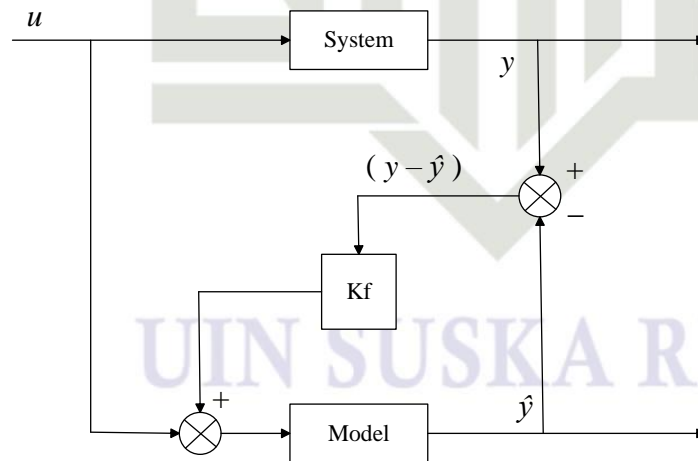 u
System
y
+
( y – ŷ )
−
Kf
UIN SUSKA R
+
ŷ
Model